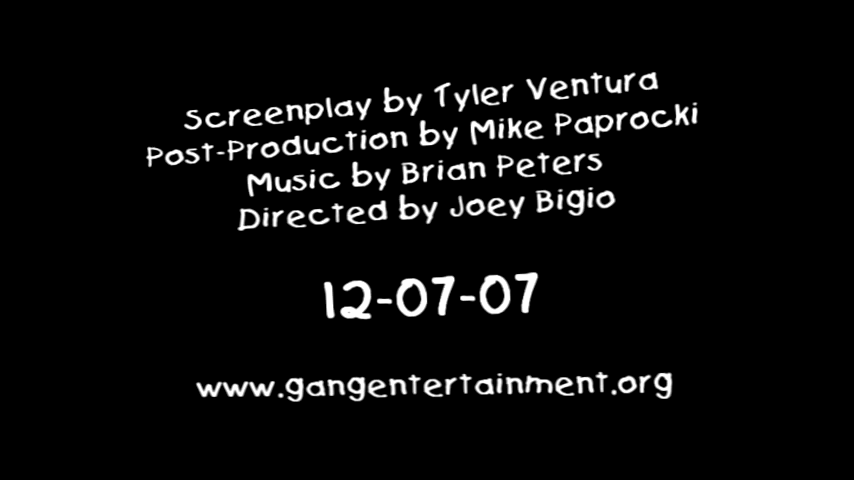 Screenplay by Tyler Ventura
Post-Production by Mike Paprocki
Music by Brian Peters
Directed by Joey Bigio
12-07-07
www.gangentertainment.org